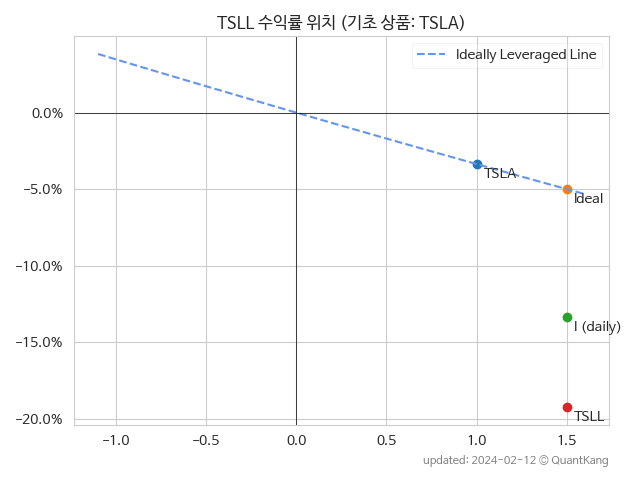 TSLL 수익률 위치 (기초 상품: TSLA)
Ideally Leveraged Line
0.0%
TSLA
−5.0%
Ideal
−10.0%
I (daily)
−15.0%
TSLL
−20.0%
−1.0 −0.5 0.0 0.5 1.0 1.5
updated: 2024-02-12 © QuantKang